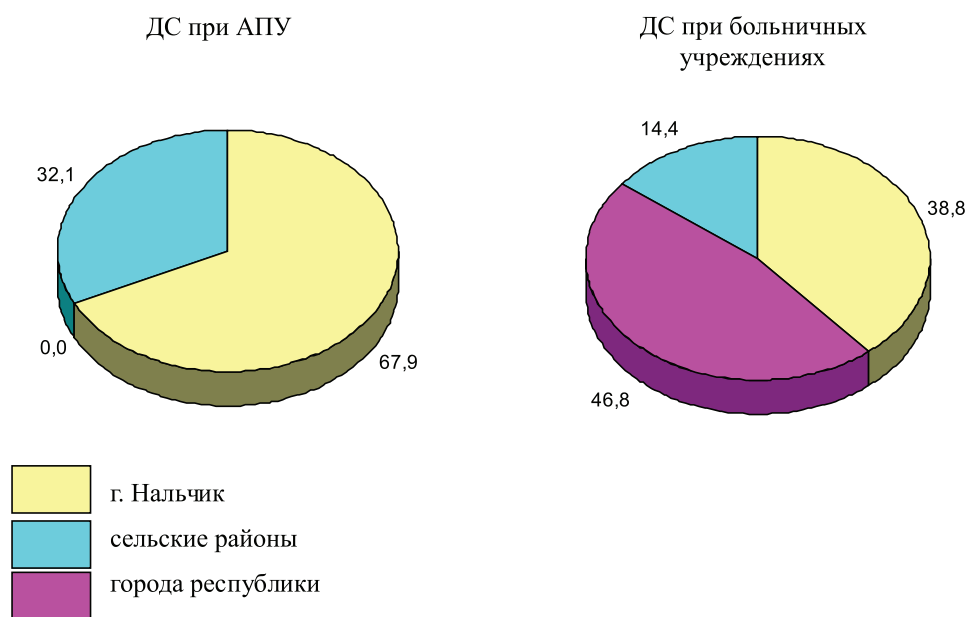 ДС при АПУ
32,1
0,0
67,9
ДС при больничных
учреждениях
14,4
38,8
46,8
г. Нальчик
сельские районы
города республики